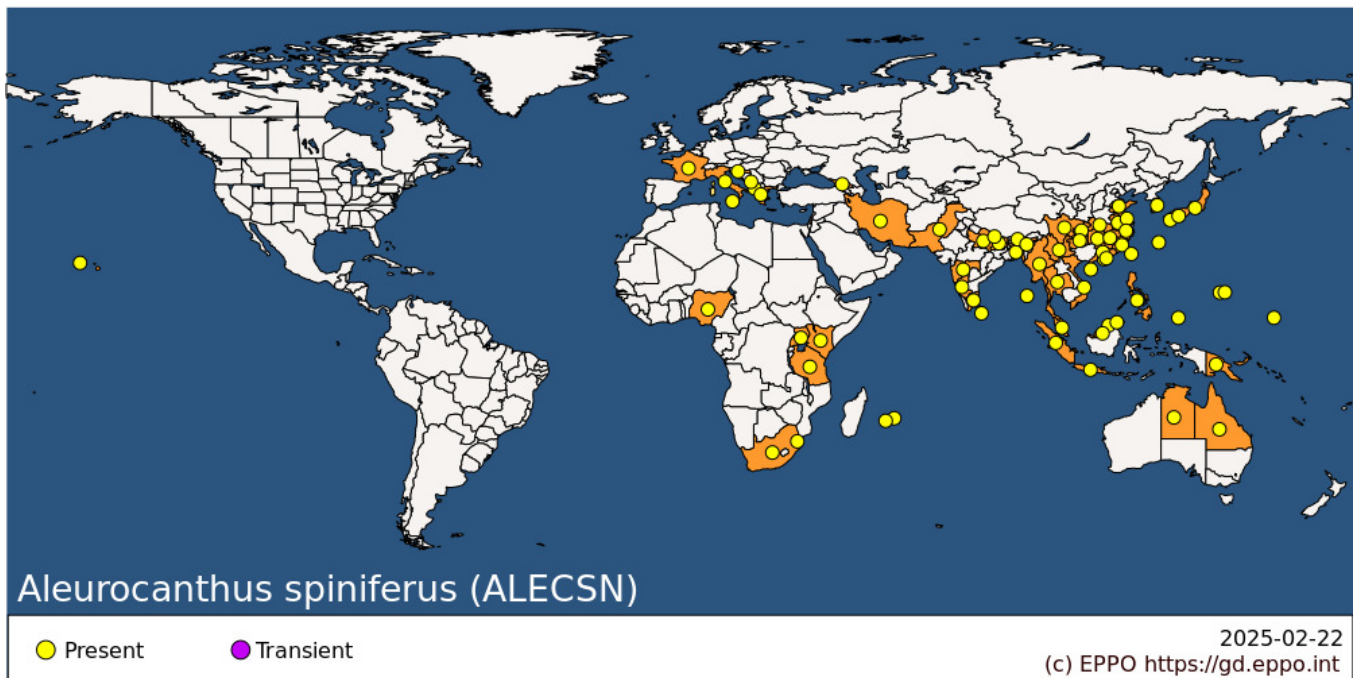 Aleurocanthus spiniferus (ALECSN)
Present
Transient
2025-02-22
(c) EPPO https://gd.eppo.int